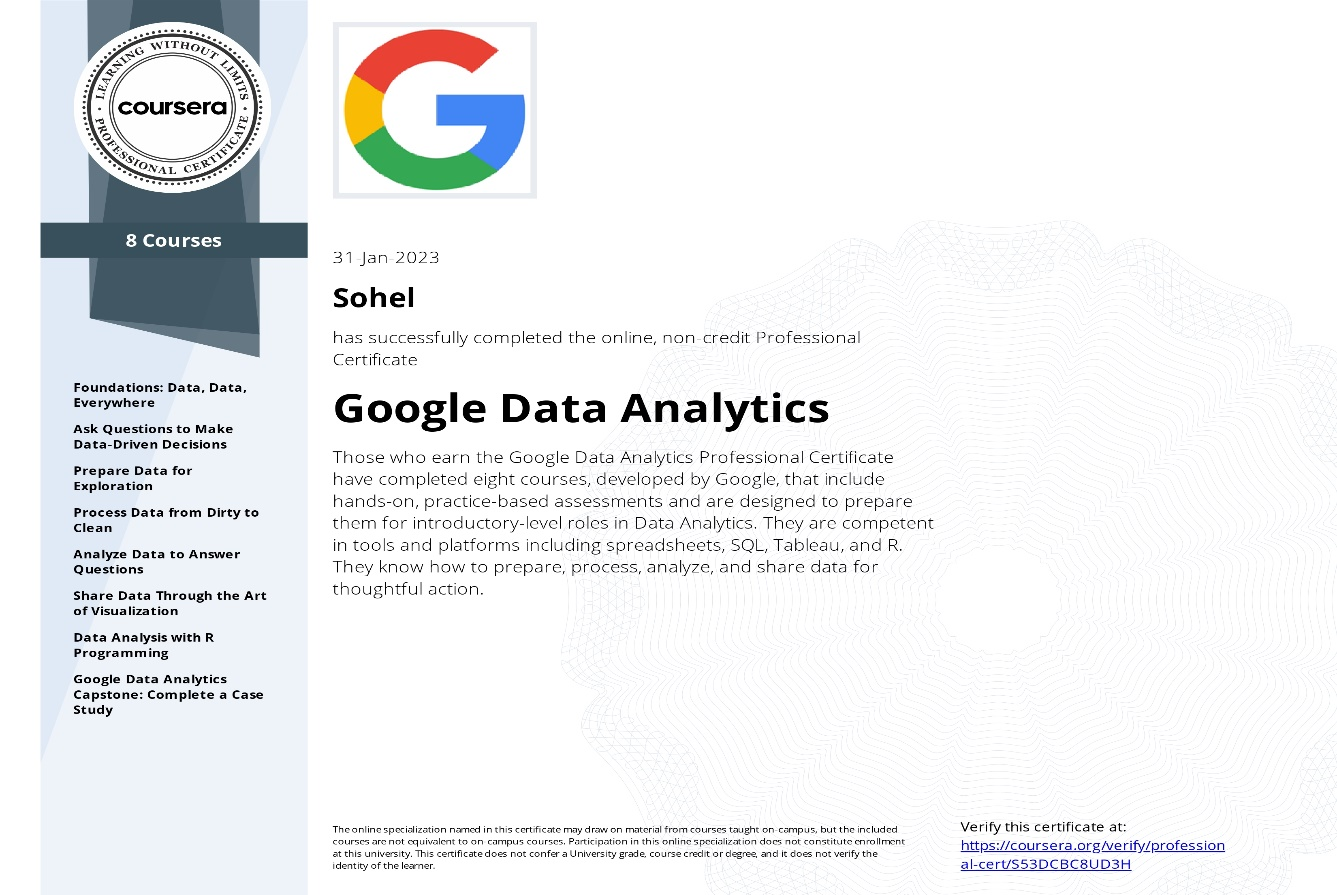 LEARNING WITHOUT LIMITS
coursera
PROFESSIONAL CERTIFICATE
8 Courses
Foundations: Data, Data,
Everywhere
Ask Questions to Make
Data-Driven Decisions
Prepare Data for
Exploration
Process Data from Dirty to
Clean
Analyze Data to Answer
Questions
Share Data Through the Art
of Visualization
Data Analysis with R
Programming
Google Data Analytics
Capstone: Complete a Case
Study
G
31-Jan-2023
Sohel
has successfully completed the online, non-credit Professional
Certificate
Google Data Analytics
Those who earn the Google Data Analytics Professional Certificate
have completed eight courses, developed by Google, that include
hands-on, practice-based assessments and are designed to prepare
them for introductory-level roles in Data Analytics. They are competent
in tools and platforms including spreadsheets, SQL, Tableau, and R.
They know how to prepare, process, analyze, and share data for
thoughtful action.
The online specialization named in this certificate may draw on material from courses taught on-campus, but the included
courses are not equivalent to on-campus courses. Participation in this online specialization does not constitute enrollment
at this university. This certificate does not confer a University grade, course credit or degree, and it does not verify the
identity of the learner.
Verify this certificate at:
https://coursera.org/verify/profession
al-cert/S53DCBC8UD3H